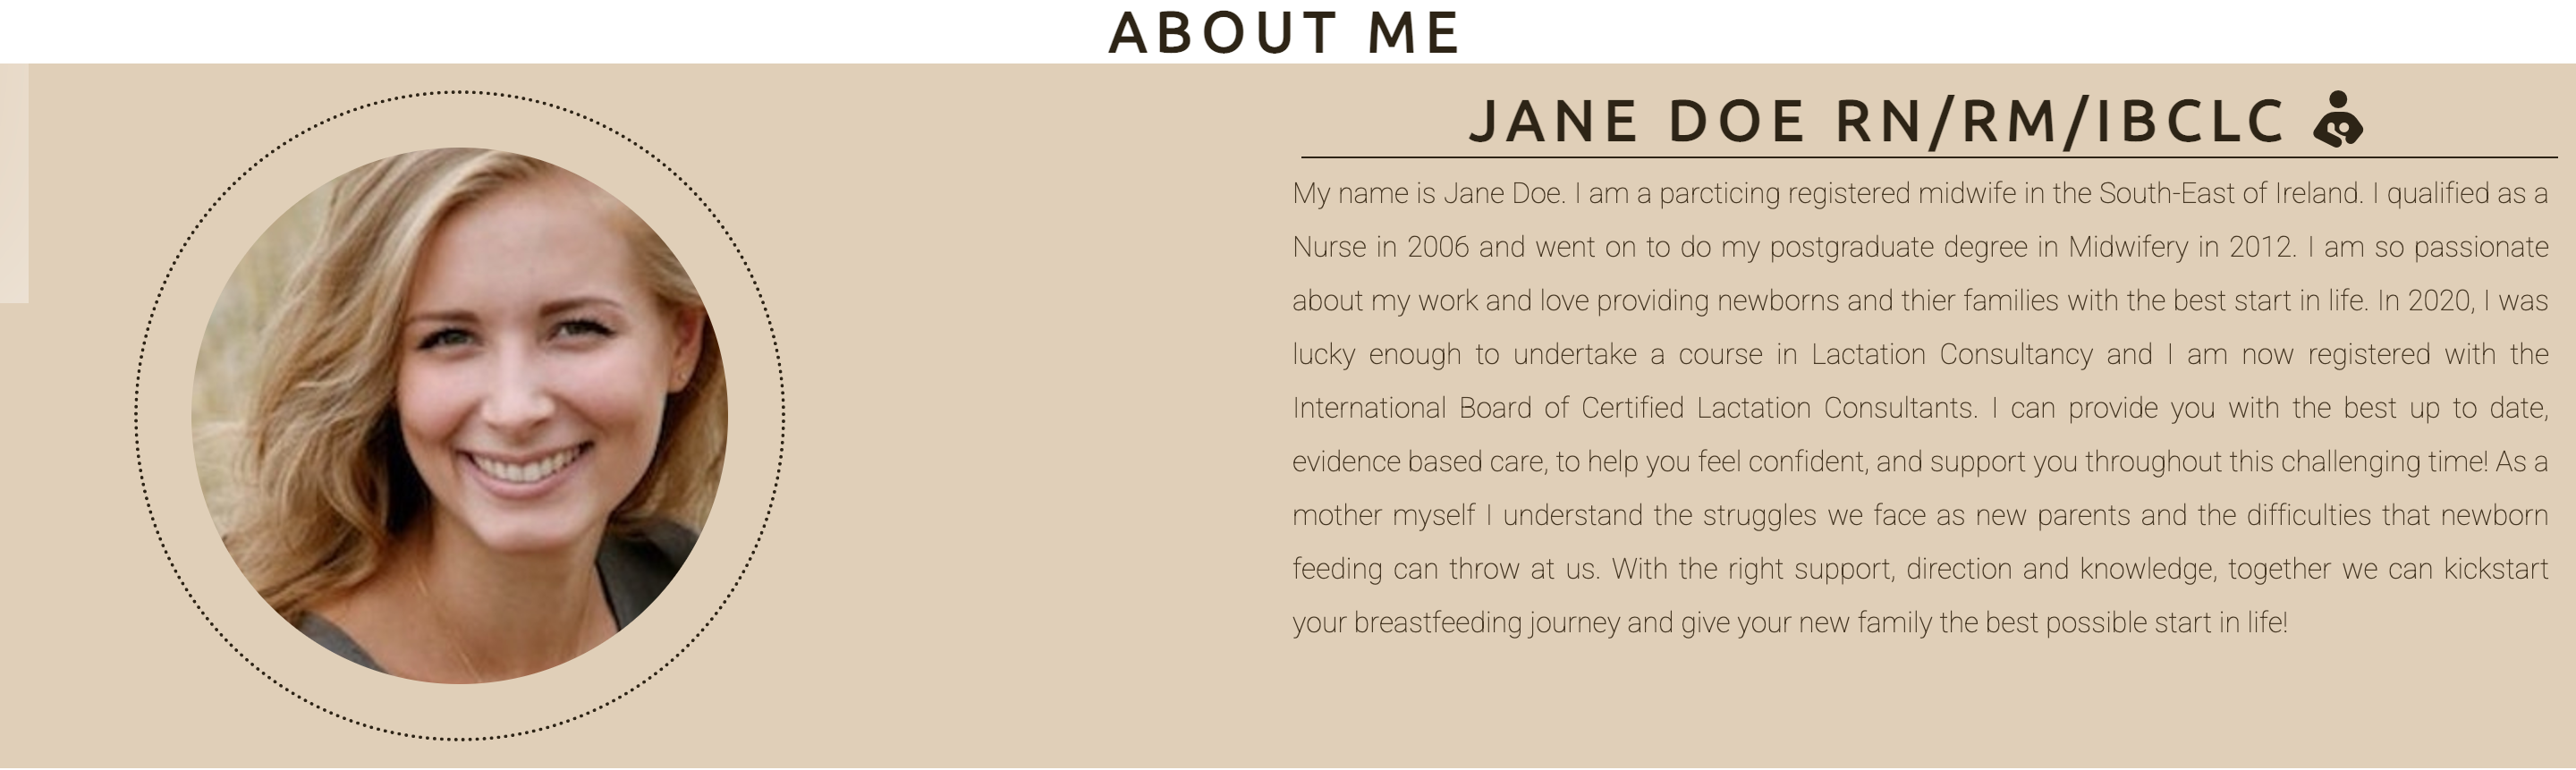 ABOUT ME
JANE DOE RN/RM/IBCLC
My name is Jane Doe. I am a parcticing registered midwife in the South-East of Ireland. I qualified as a
Nurse in 2006 and went on to do my postgraduate degree in Midwifery in 2012. I am so passionate
about my work and love providing newborns and thier families with the best start in life. In 2020, I was
lucky enough to undertake a course in Lactation Consultancy and I am now registered with the
International Board of Certified Lactation Consultants. I can provide you with the best up to date,
evidence based care, to help you feel confident, and support you throughout this challenging time! As a
mother myself I understand the struggles we face as new parents and the difficulties that newborn
feeding can throw at us. With the right support, direction and knowledge, together we can kickstart
your breastfeeding journey and give your new family the best possible start in life!